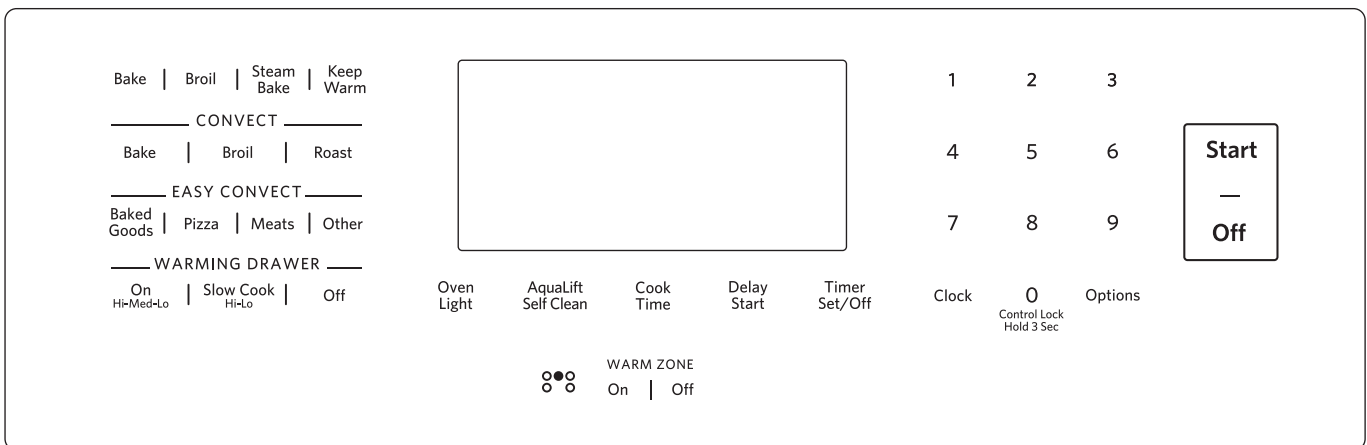 Bake | Broil | Steam Bake | Keep Warm
CONVECT
Bake | Broil | Roast
EASY CONVECT
Baked Goods | Pizza | Meats | Other
WARMING DRAWER
On Hi-Med-Lo | Slow Cook Hi-Lo | Off
Oven Light
AquaLift Self Clean
Cook Time
Delay Start
Timer Set/Off
WARM ZONE
On | Off
1 2 3
4 5 6
7 8 9
Clock 0 Options
Control Lock
Hold 3 Sec
Start
—
Off